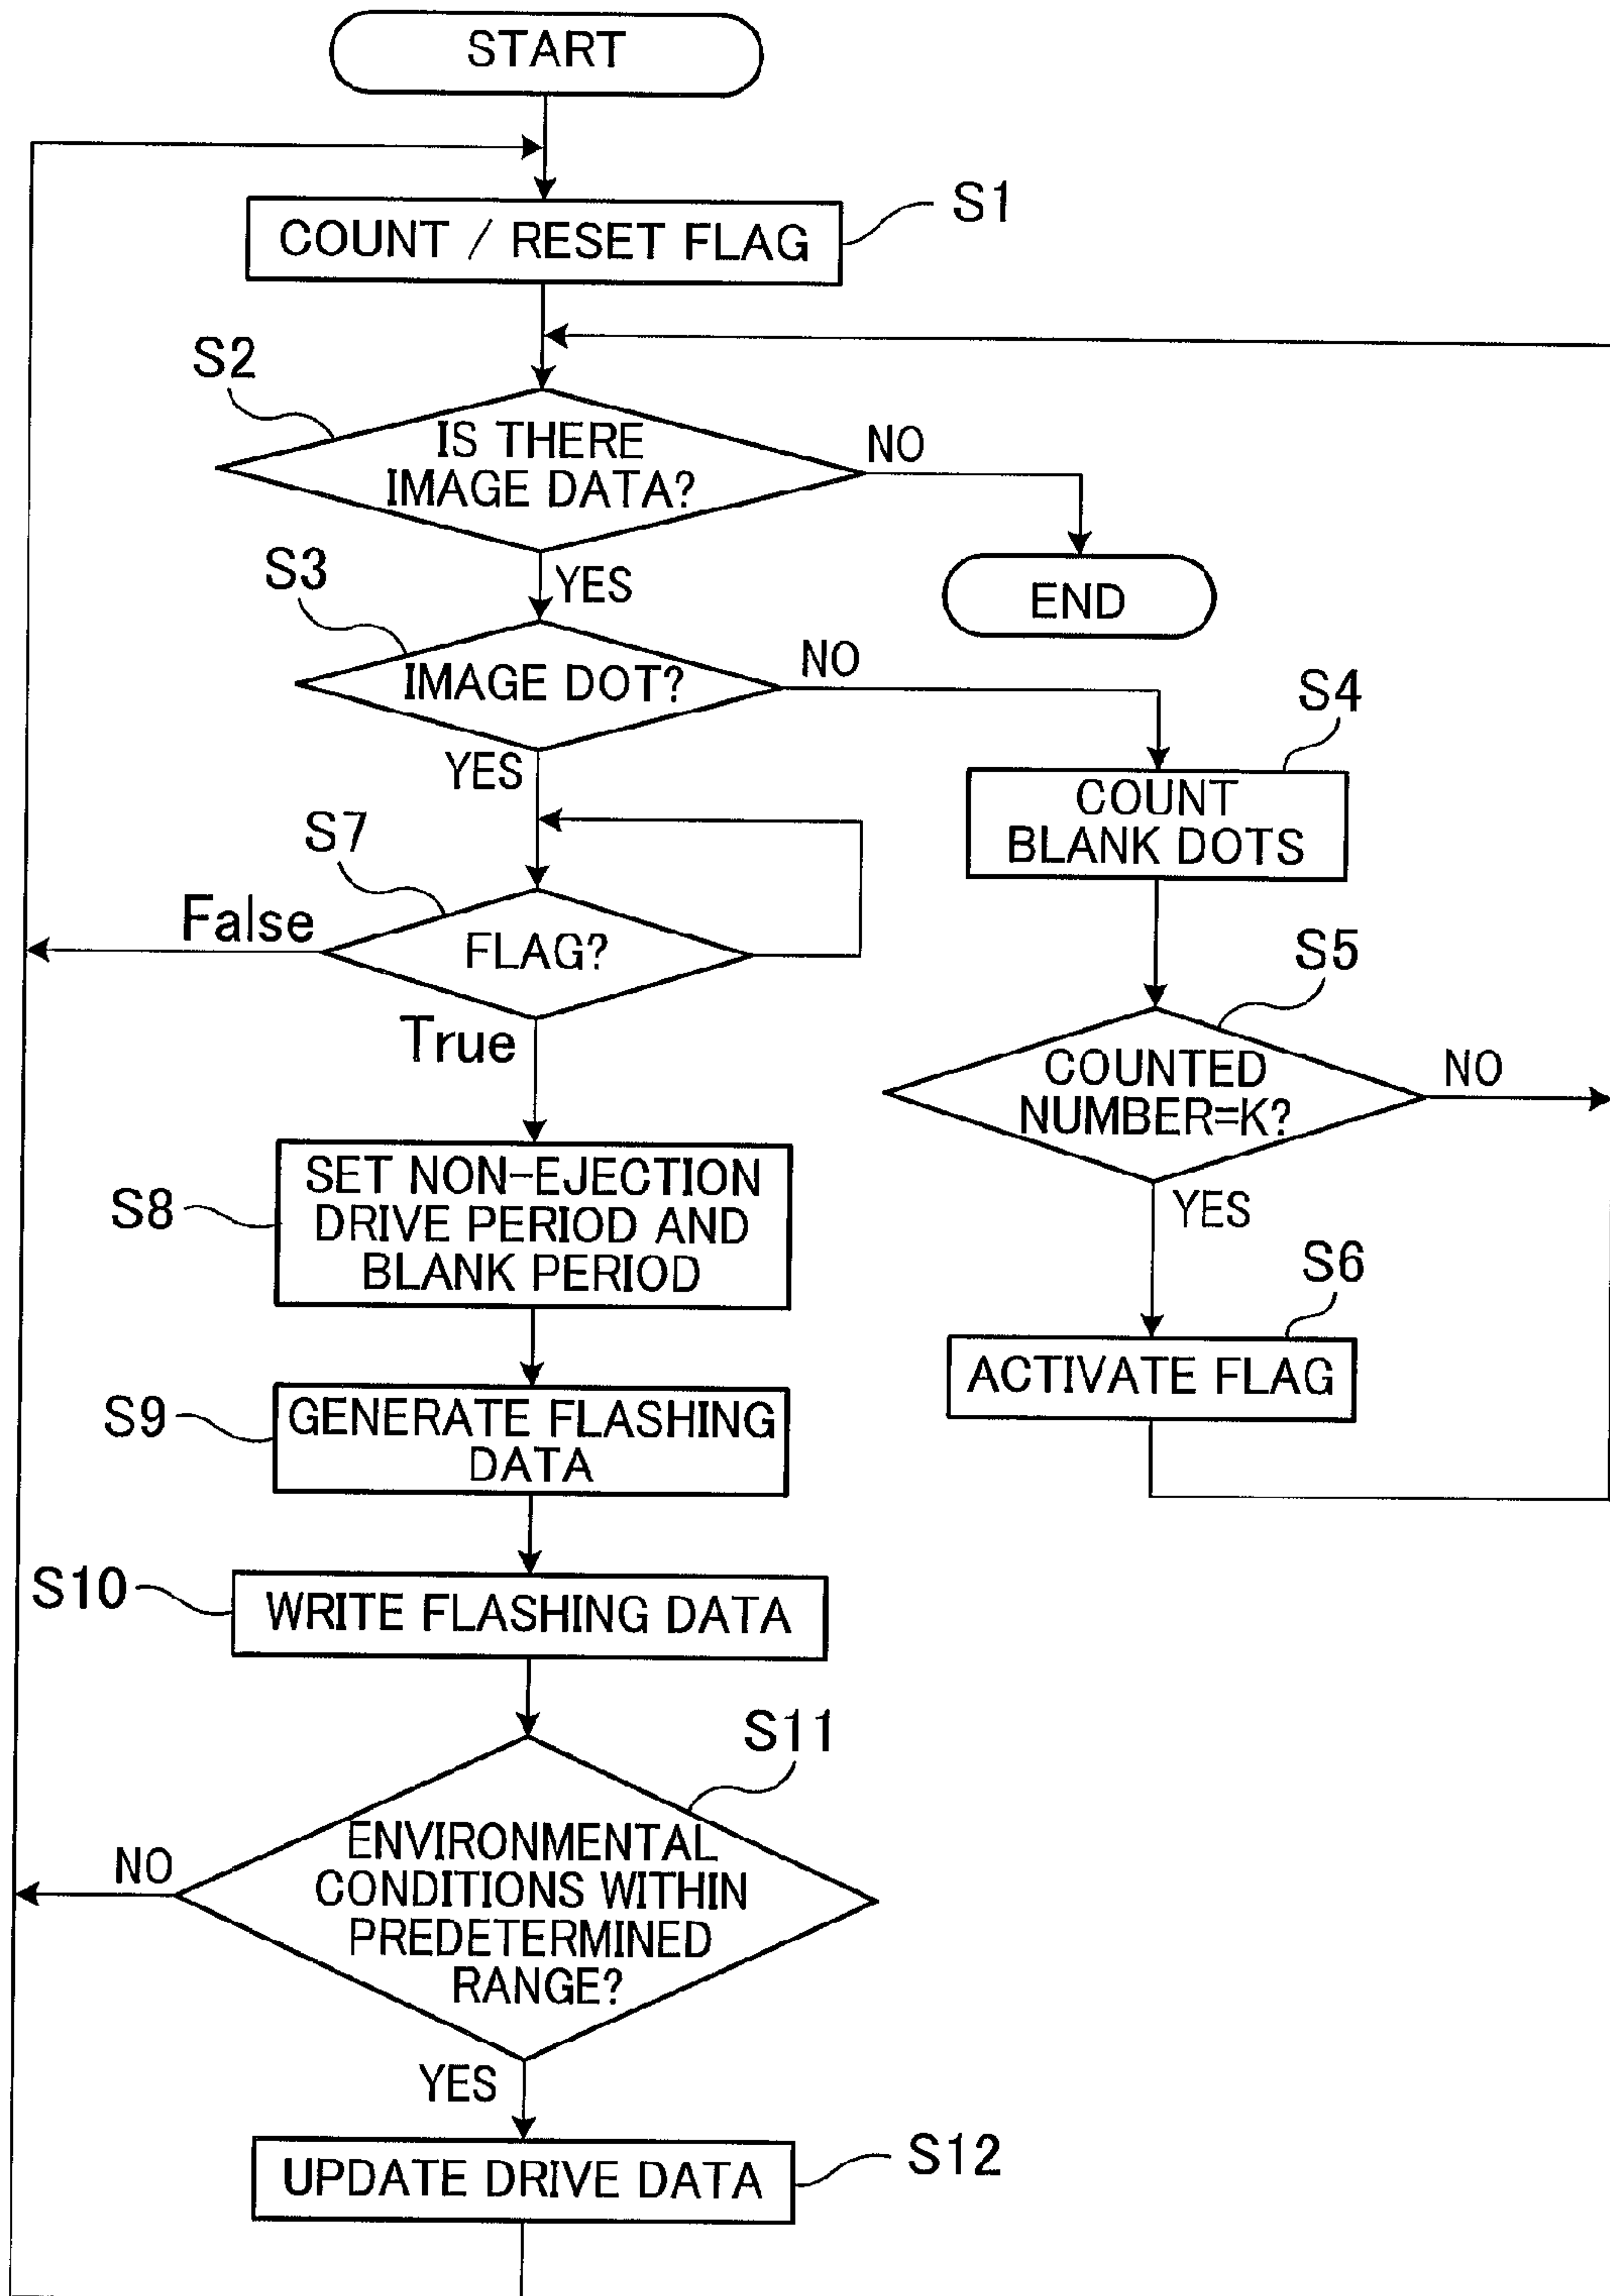 START
COUNT / RESET FLAG
S1
S2
IS THERE
IMAGE DATA?
NO
END
YES
S3
IMAGE DOT?
NO
YES
S4
COUNT
BLANK DOTS
S7
False
FLAG?
True
S5
COUNTED
NUMBER=K?
NO
YES
S6
ACTIVATE FLAG
S8
SET NON-EJECTION
DRIVE PERIOD AND
BLANK PERIOD
S9
GENERATE FLASHING
DATA
S10
WRITE FLASHING DATA
S11
ENVIRONMENTAL
CONDITIONS WITHIN
PREDETERMINED
RANGE?
NO
YES
UPDATE DRIVE DATA
S12